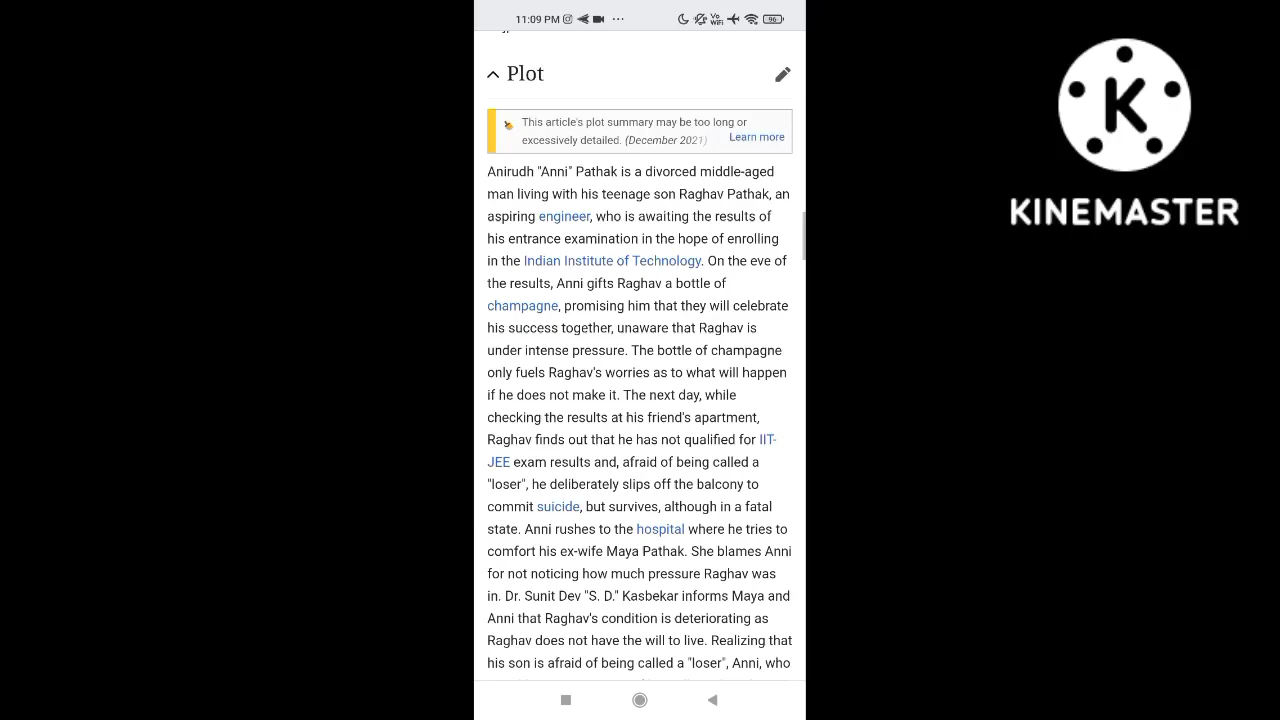 11:09 PM
Vo WiFi
96
Plot
This article's plot summary may be too long or
excessively detailed. (December 2021)
Learn more
Anirudh "Anni" Pathak is a divorced middle-aged
man living with his teenage son Raghav Pathak, an
aspiring engineer, who is awaiting the results of
his entrance examination in the hope of enrolling
in the Indian Institute of Technology. On the eve of
the results, Anni gifts Raghav a bottle of
champagne, promising him that they will celebrate
his success together, unaware that Raghav is
under intense pressure. The bottle of champagne
only fuels Raghav's worries as to what will happen
if he does not make it. The next day, while
checking the results at his friend's apartment,
Raghav finds out that he has not qualified for IIT-
JEE exam results and, afraid of being called a
"loser", he deliberately slips off the balcony to
commit suicide, but survives, although in a fatal
state. Anni rushes to the hospital where he tries to
comfort his ex-wife Maya Pathak. She blames Anni
for not noticing how much pressure Raghav was
in. Dr. Sunit Dev "S. D." Kasbekar informs Maya and
Anni that Raghav's condition is deteriorating as
Raghav does not have the will to live. Realizing that
his son is afraid of being called a "loser", Anni, who
K
KINEMASTER